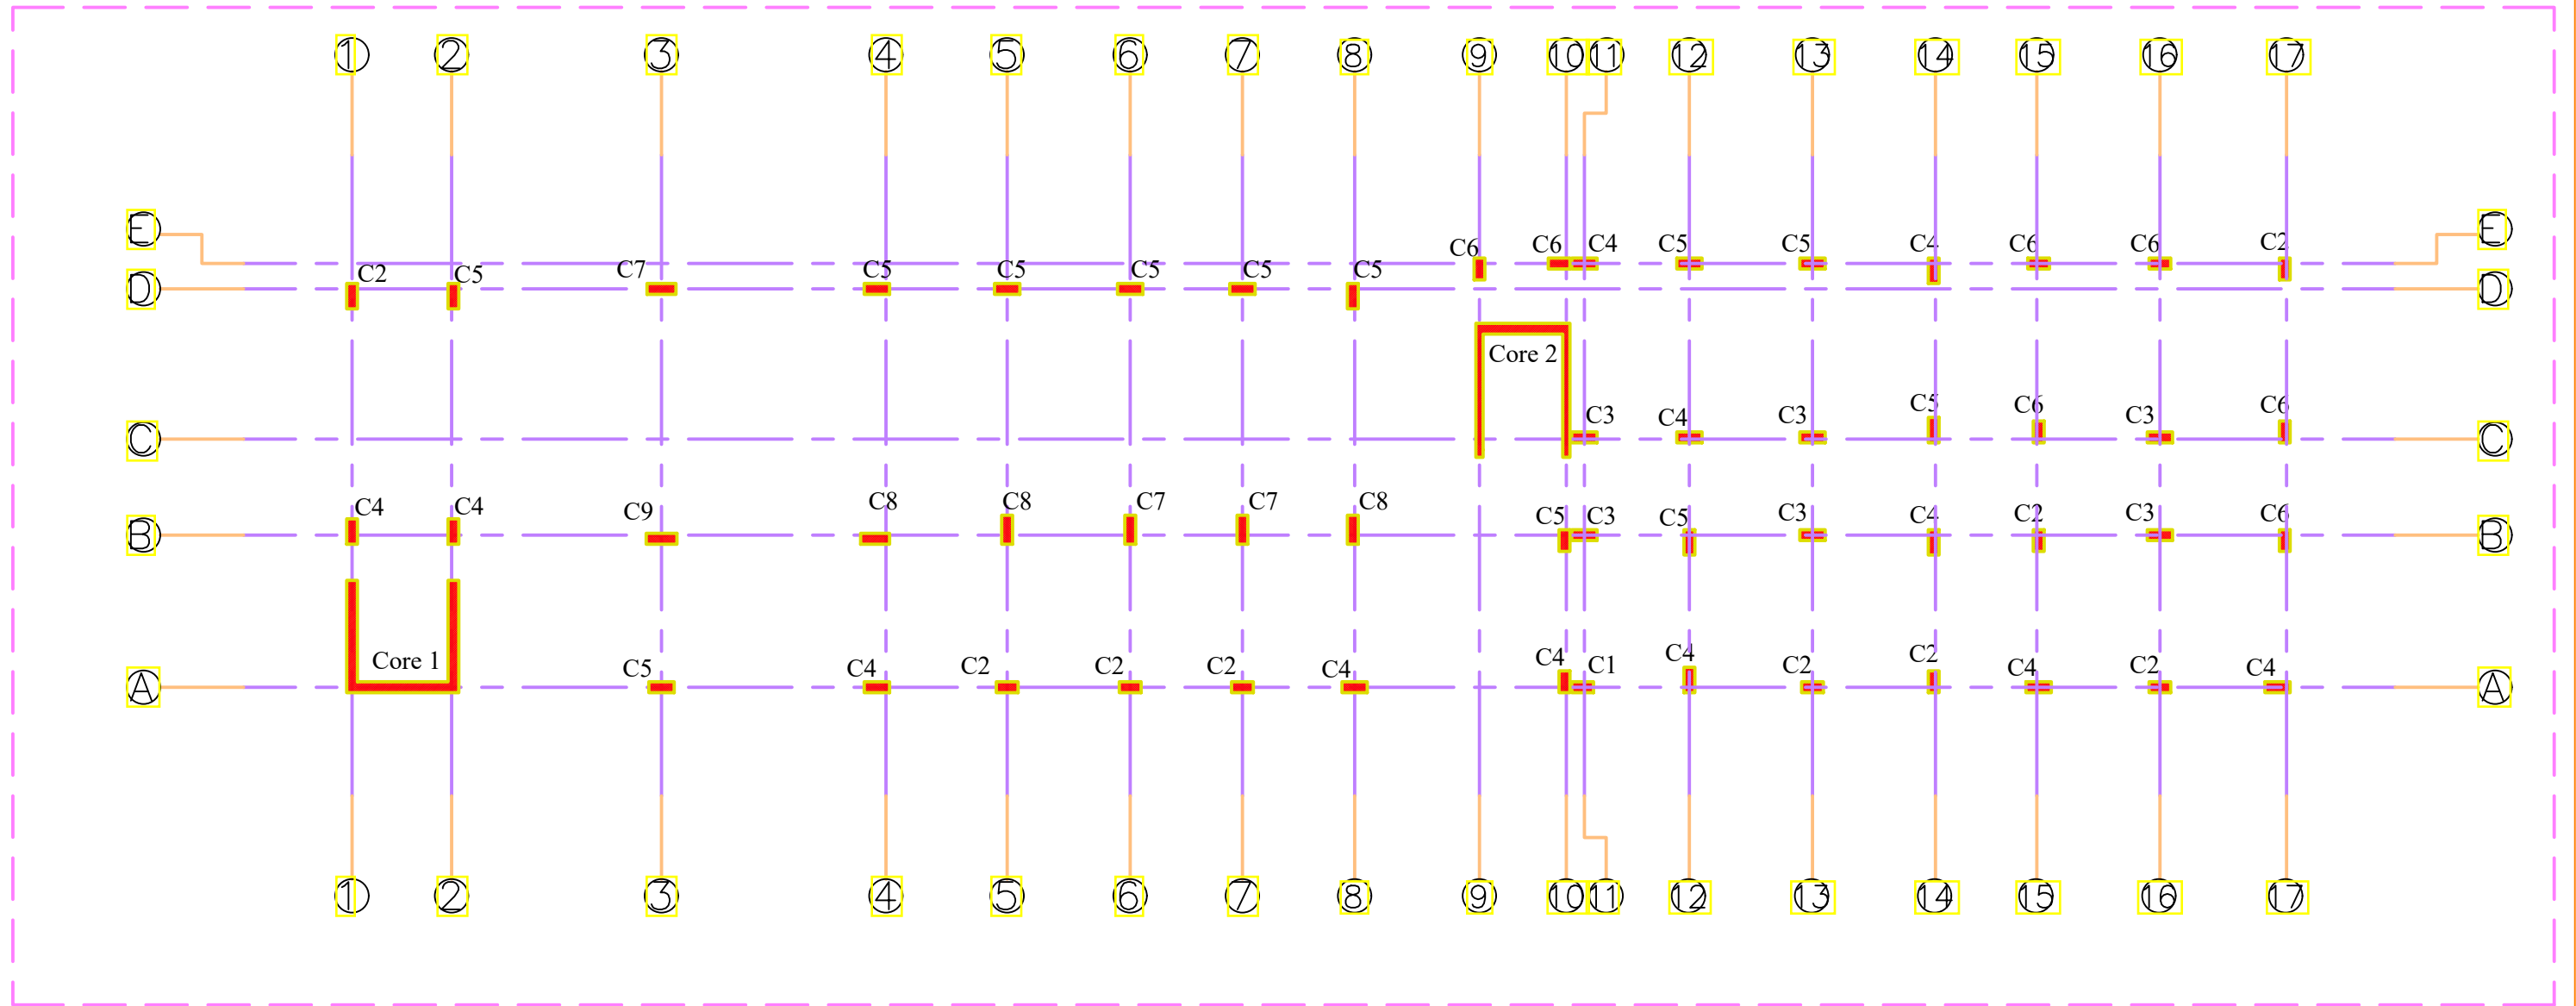 1 2 3 4 5 6 7 8 9 10 11 12 13 14 15 16 17
E E
C6 C6 C4 C5 C5 C4 C6 C6 C2
C2 C5 C7 C5 C5 C5 C5 C5
D D
Core 2
C3 C4 C3 C5 C6 C3 C6
C C
C4 C4 C9 C8 C8 C7 C7 C8 C5 C3 C5 C3 C4 C2 C3 C6
B B
Core 1 C5 C4 C2 C2 C2 C4 C4 C1 C4 C2 C2 C4 C2 C4
A A
1 2 3 4 5 6 7 8 9 10 11 12 13 14 15 16 17